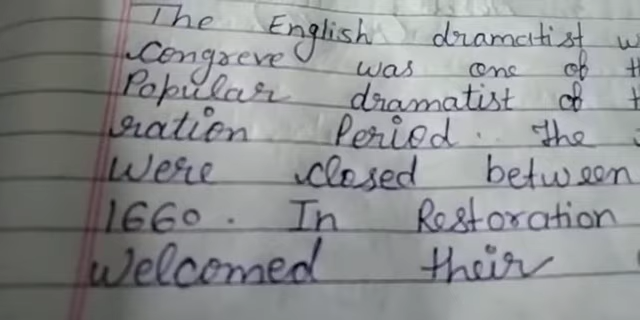 The English dramatist
Congreve was one of
Popular dramatist of
ration Period. The
were closed between
1660. In Restoration
Welcomed their